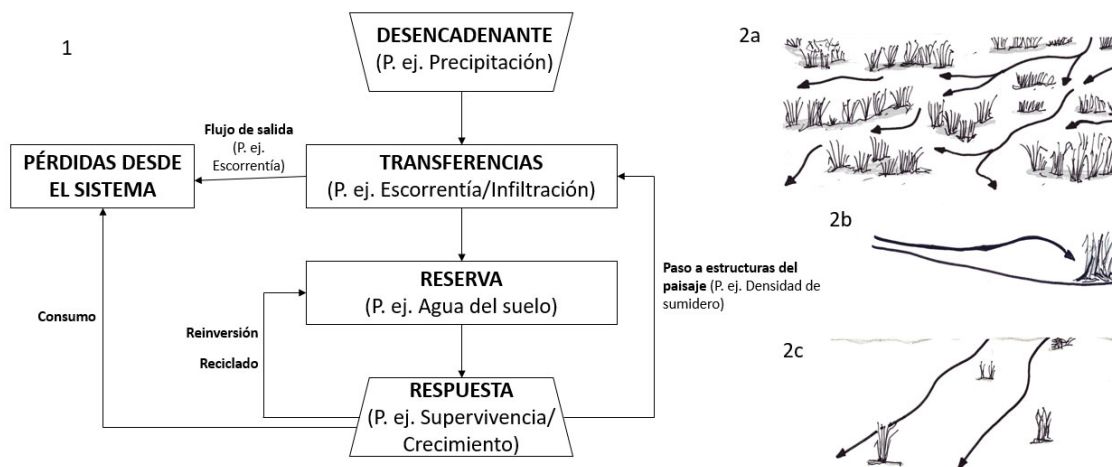 1
DESENCADENANTE
(P. ej. Precipitación)
Flujo de salida
(P. ej.
Escorrentía)
PÉRDIDAS DESDE
EL SISTEMA
TRANSFERENCIAS
(P. ej. Escorrentía/Infiltración)
RESERVA
(P. ej. Agua del suelo)
Paso a estructuras del
paisaje (P. ej. Densidad de
sumidero)
Consumo
Reinversión
Reciclado
RESPUESTA
(P. ej. Supervivencia/
Crecimiento)
2a
2b
2c